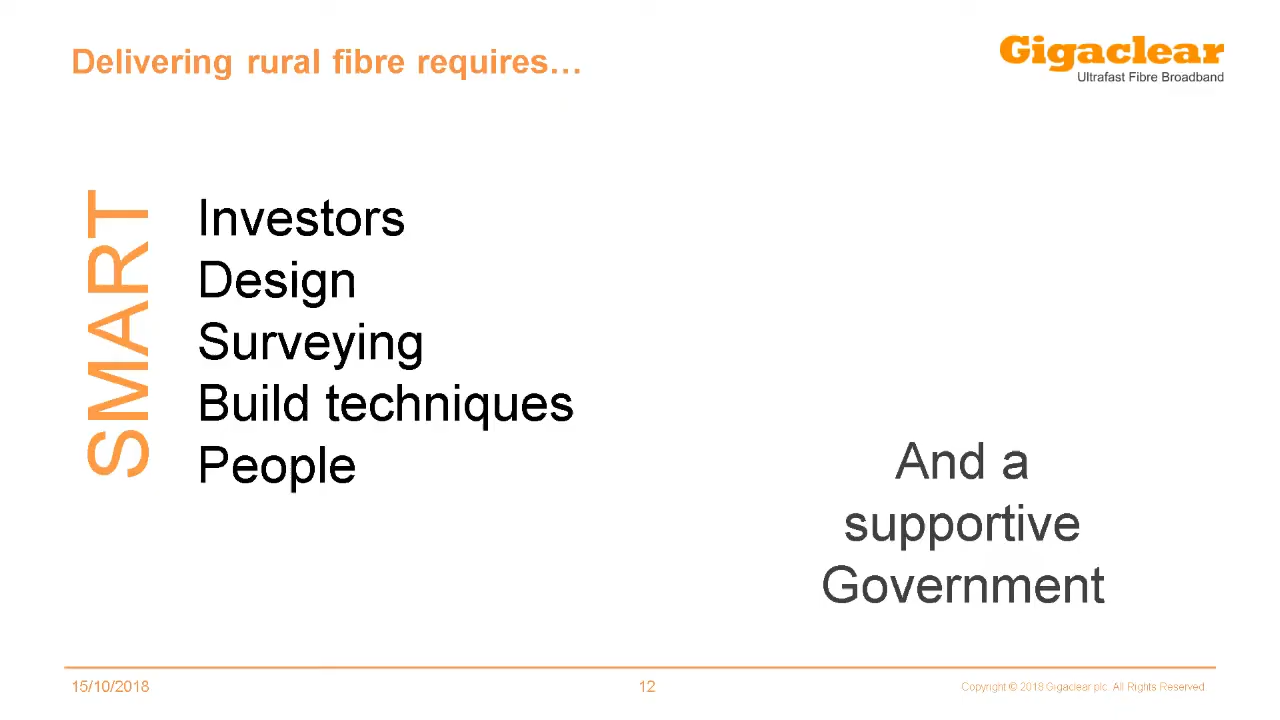 Delivering rural fibre requires…
Gigaclear
Ultrafast Fibre Broadband
SMART
Investors
Design
Surveying
Build techniques
People
And a
supportive
Government
15/10/2018
12
Copyright © 2018 Gigaclear plc. All Rights Reserved